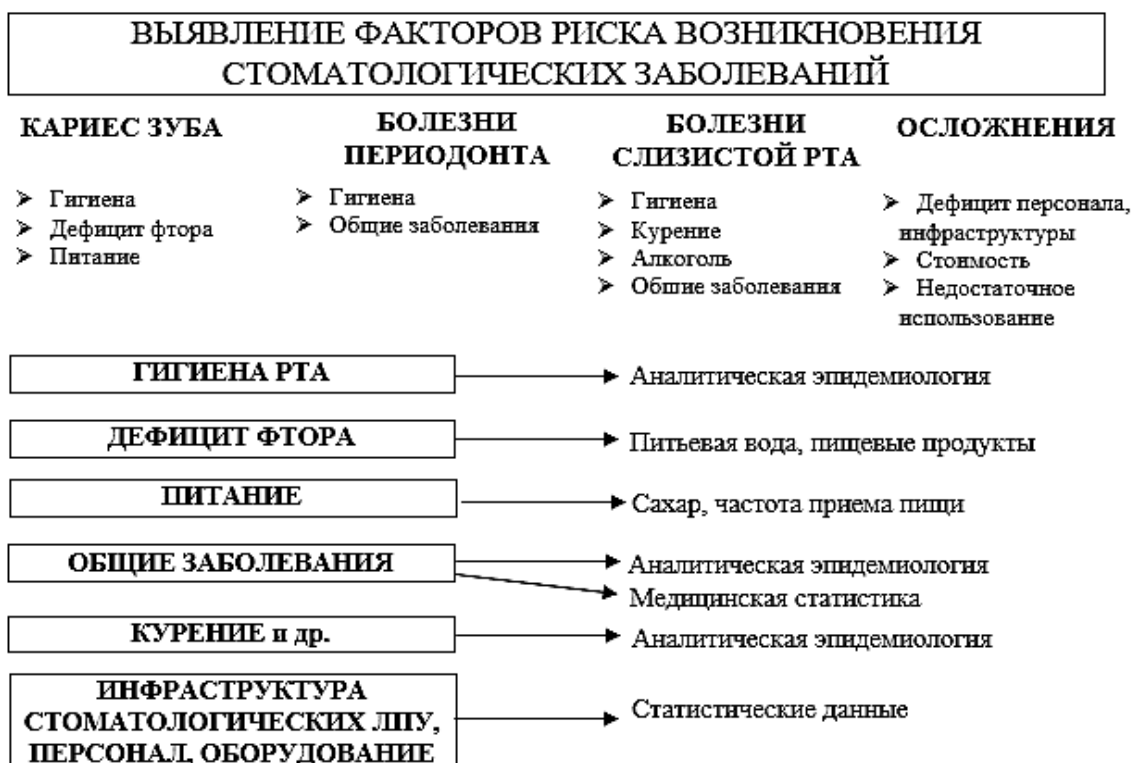 ВЫЯВЛЕНИЕ ФАКТОРОВ РИСКА ВОЗНИКНОВЕНИЯ
СТОМАТОЛОГИЧЕСКИХ ЗАБОЛЕВАНИЙ
КАРИЕС ЗУБА
➢ Гигиена
➢ Дефицит фтора
➢ Питание
БОЛЕЗНИ
ПЕРИОДОНТА
➢ Гигиена
➢ Общие заболевания
БОЛЕЗНИ
СЛИЗИСТОЙ РТА
➢ Гигиена
➢ Курение
➢ Алкоголь
➢ Обшие заболевания
ОСЛОЖНЕНИЯ
➢ Дефицит персонала,
инфраструктуры
➢ Стоимость
➢ Недостаточное
использование
ГИГИЕНА РТА
Аналитическая эпидемиология
ДЕФИЦИТ ФТОРА
Питьевая вода, пищевые продукты
ПИТАНИЕ
Сахар, частота приема пищи
ОБЩИЕ ЗАБОЛЕВАНИЯ
Аналитическая эпидемиология
Медицинская статистика
КУРЕНИЕ и др.
Аналитическая эпидемиология
ИНФРАСТРУКТУРА
СТОМАТОЛОГИЧЕСКИХ ЛПУ,
ПЕРСОНАЛ, ОБОРУДОВАНИЕ
Статистические данные